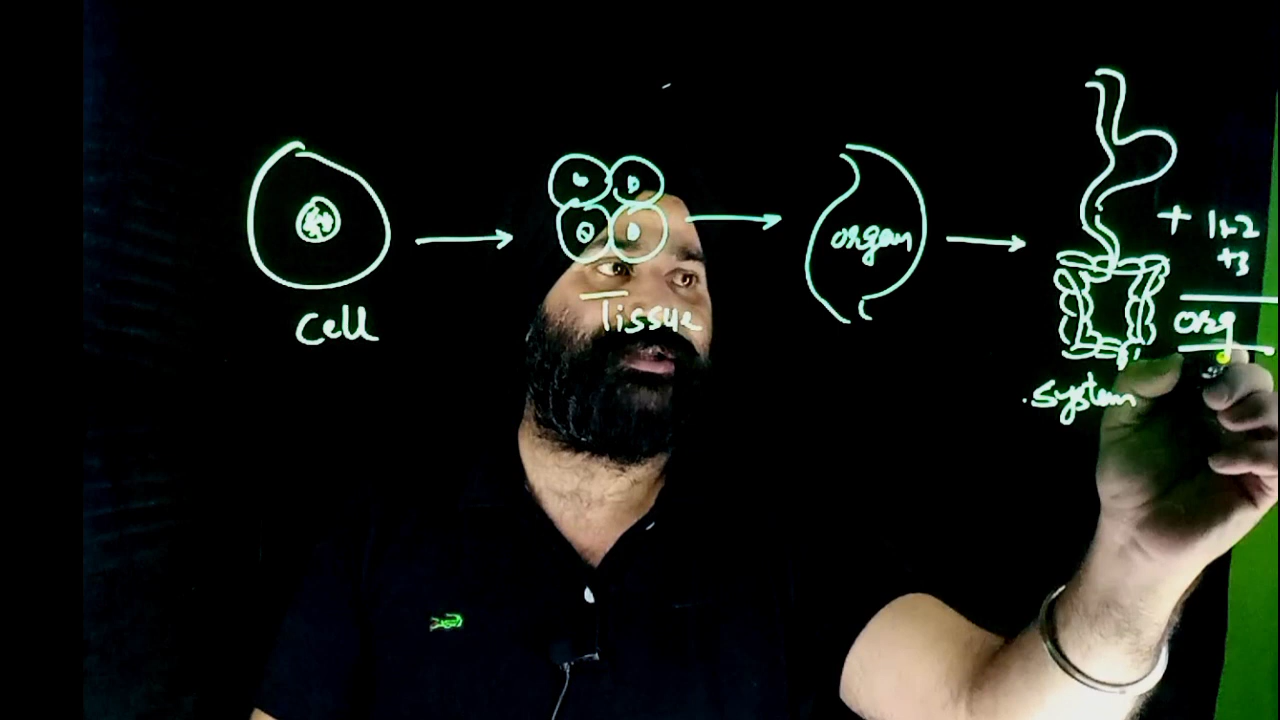 cell
Tissue
organ
system
+ 1+2
+3
org